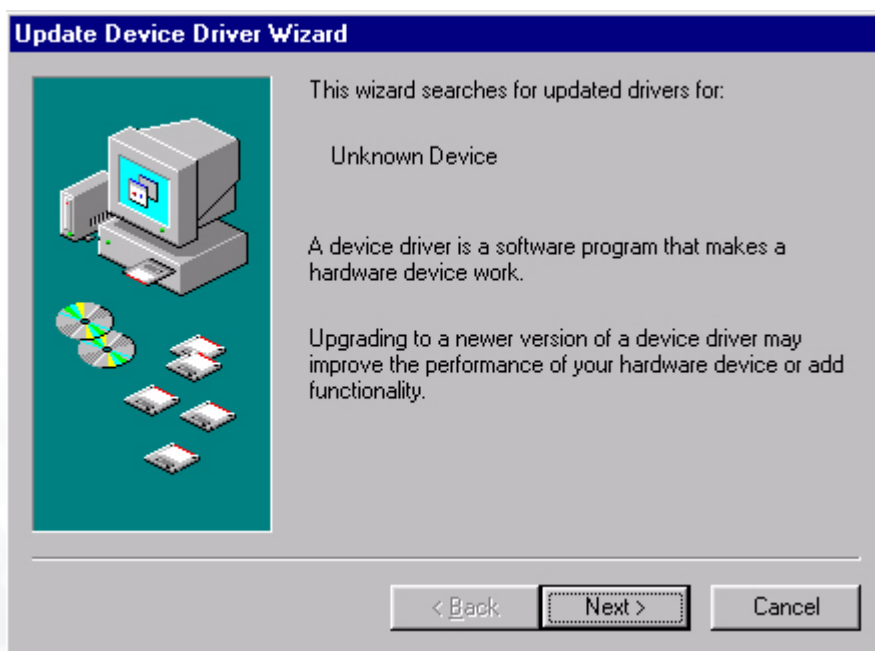 Update Device Driver Wizard
This wizard searches for updated drivers for:
Unknown Device
A device driver is a software program that makes a
hardware device work.
Upgrading to a newer version of a device driver may
improve the performance of your hardware device or add
functionality.
< Back
Next >
Cancel